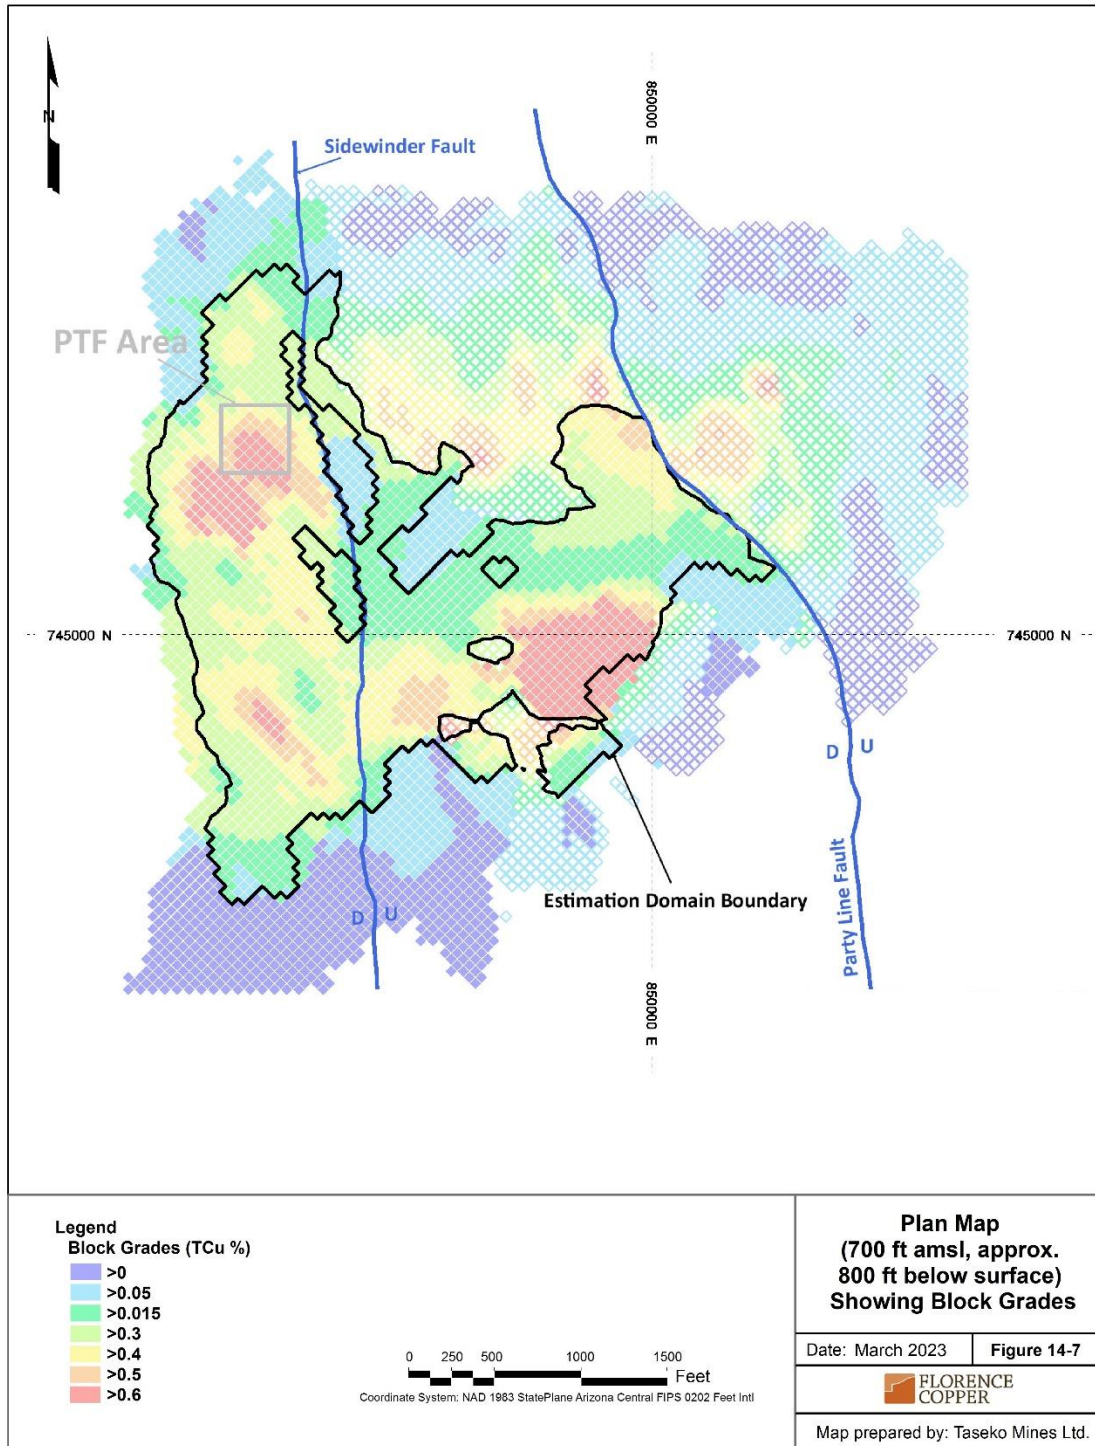 N
850000 E
Sidewinder Fault
PTF Area
745000 N
745000 N
D U
Estimation Domain Boundary
D U
Party Line Fault
850000 E
Legend
Block Grades (TCu %)
>0
>0.05
>0.015
>0.3
>0.4
>0.5
>0.6
0 250 500 1000 1500
Feet
Coordinate System: NAD 1983 StatePlane Arizona Central FIPS 0202 Feet Intl
Plan Map
(700 ft amsl, approx.
800 ft below surface)
Showing Block Grades
Date: March 2023
Figure 14-7
FLORENCE
COPPER
Map prepared by: Taseko Mines Ltd.